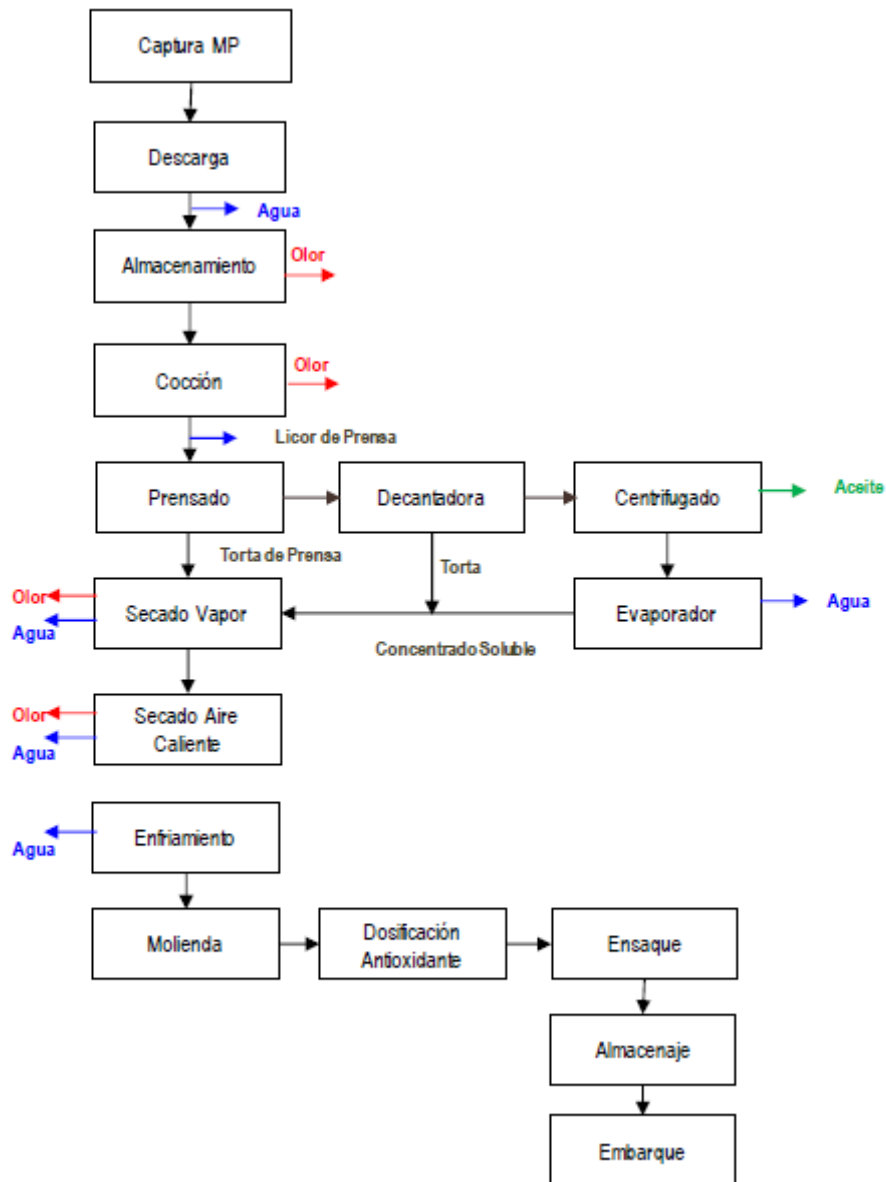 Captura MP
Descarga
Agua
Almacenamiento
Olor
Cocción
Olor
Licor de Prensa
Prensado
Decantadora
Centrifugado
Aceite
Torta de Prensa
Torta
Olor
Agua
Secado Vapor
Evaporador
Agua
Concentrado Soluble
Olor
Agua
Secado Aire
Caliente
Agua
Enfriamiento
Molienda
Dosificación
Antioxidante
Ensaque
Almacenaje
Embarque